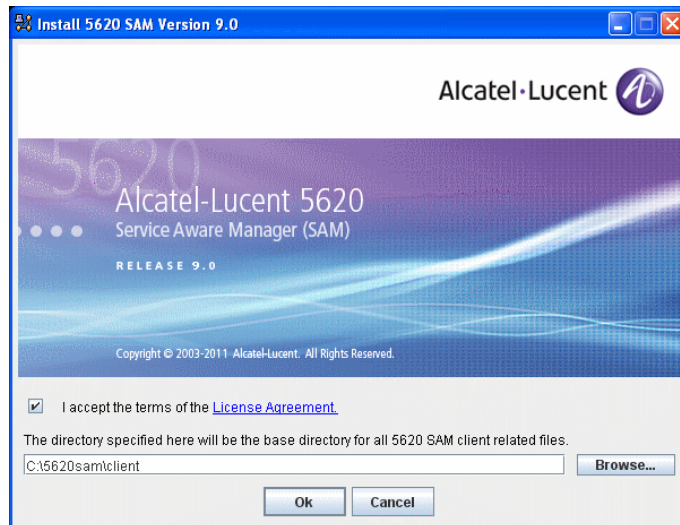 Install 5620 SAM Version 9.0
Alcatel·Lucent
5620
Alcatel-Lucent 5620
Service Aware Manager (SAM)
RELEASE 9.0
Copyright © 2003-2011 Alcatel-Lucent. All Rights Reserved.
I accept the terms of the License Agreement.
The directory specified here will be the base directory for all 5620 SAM client related files.
C:\5620sam\client
Browse...
Ok
Cancel